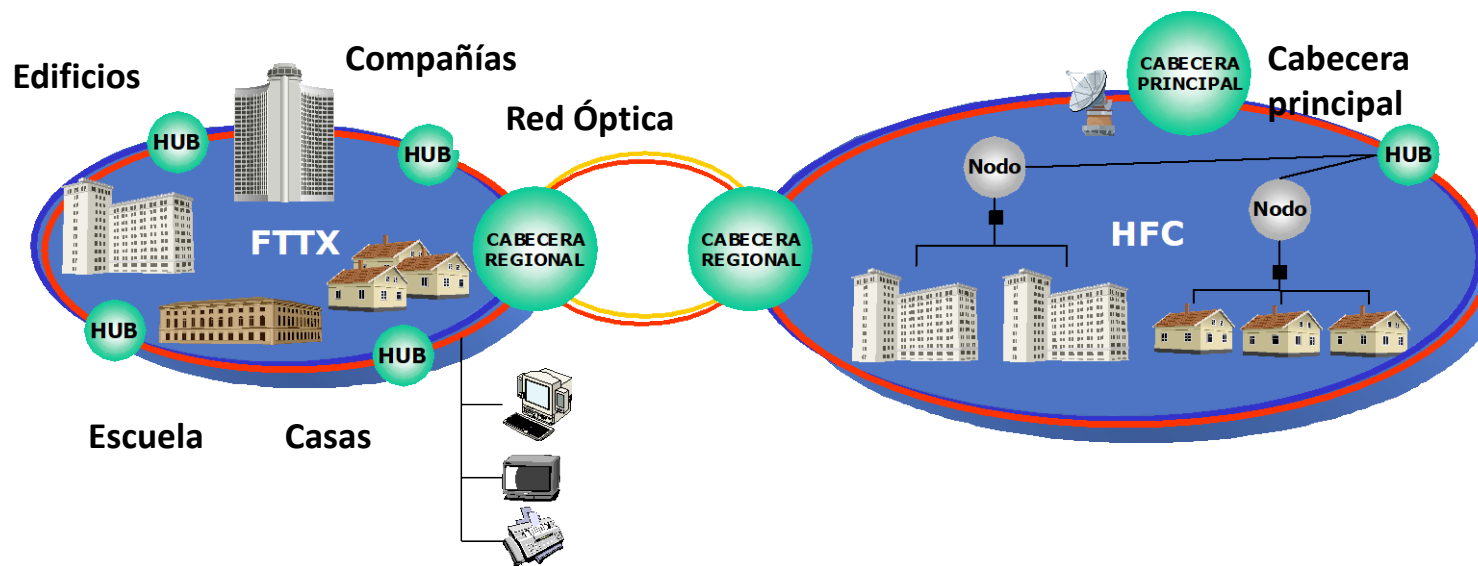 Edificios
Compañías
Red Óptica
CABECERA
PRINCIPAL
Cabecera
principal
HUB
HUB
HUB
Nodo
Nodo
FTTX
CABECERA
REGIONAL
CABECERA
REGIONAL
HFC
HUB
HUB
Escuela
Casas